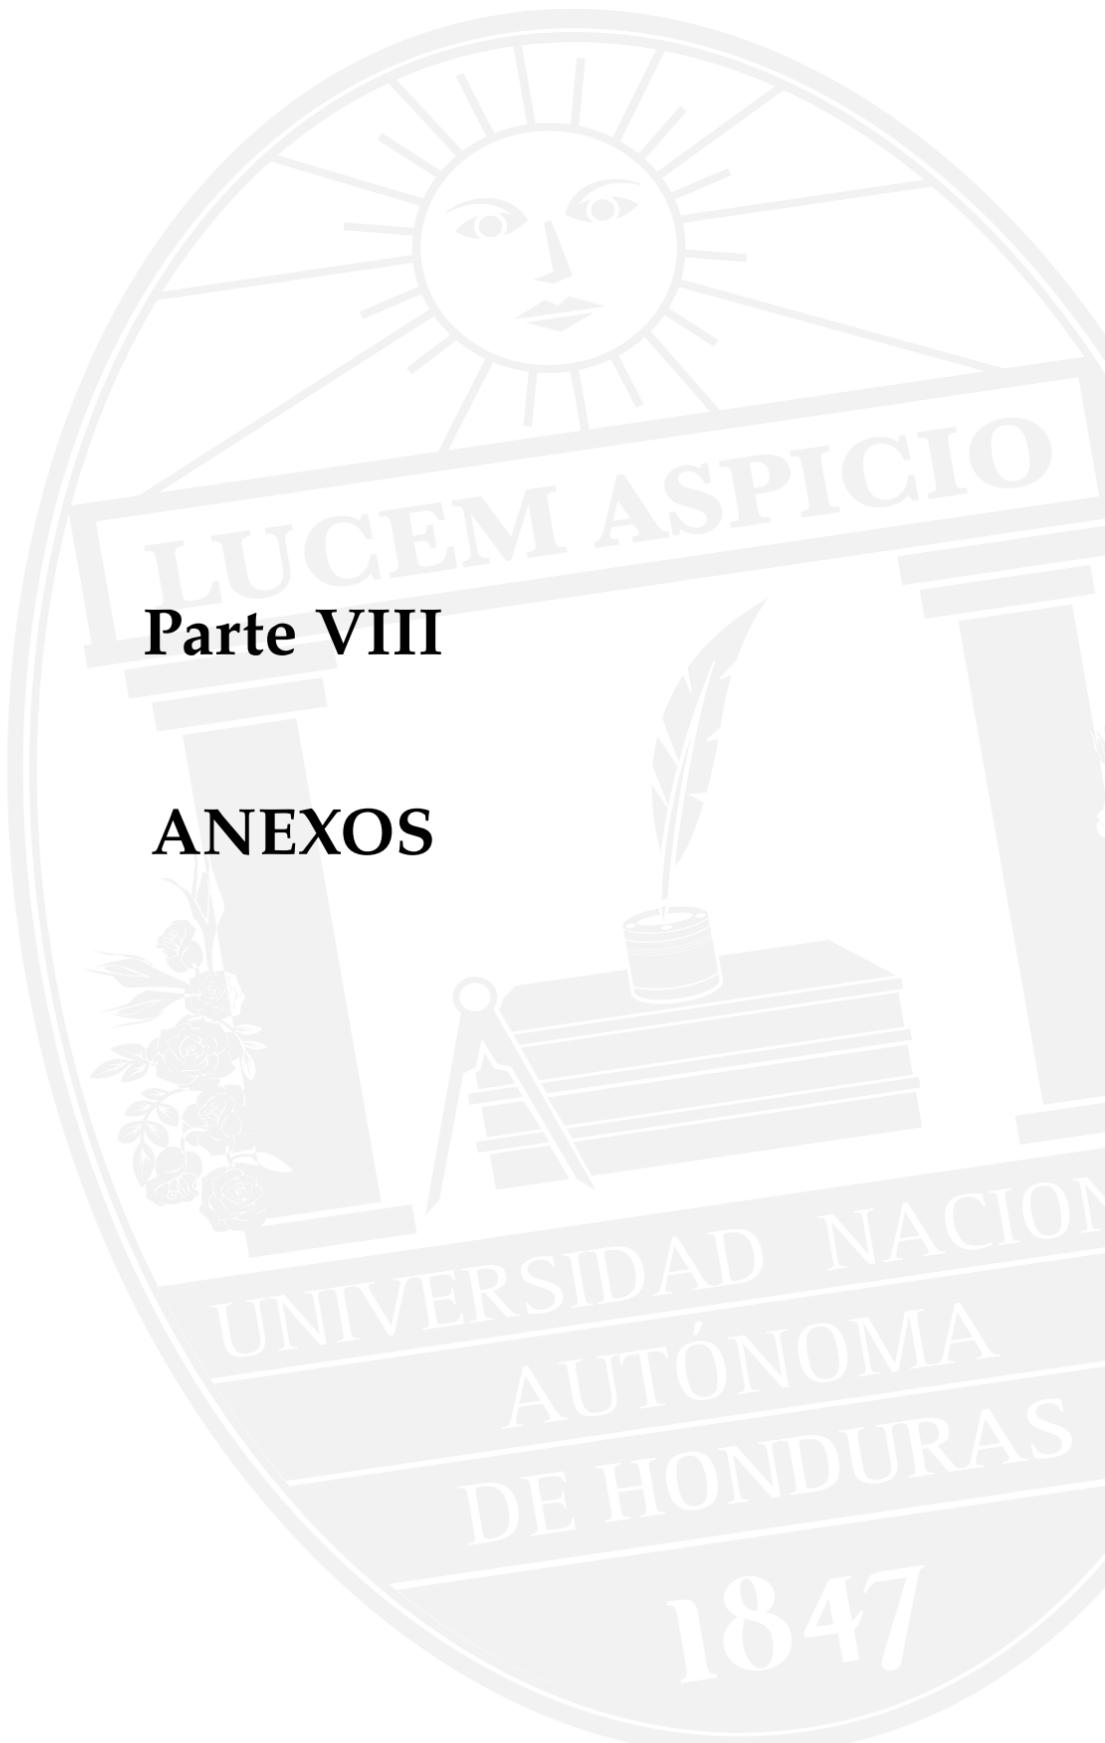 LUCEM ASPICIO
Parte VIII
ANEXOS
UNIVERSIDAD NACION
AUTÓNOMA
DE HONDURAS
1847